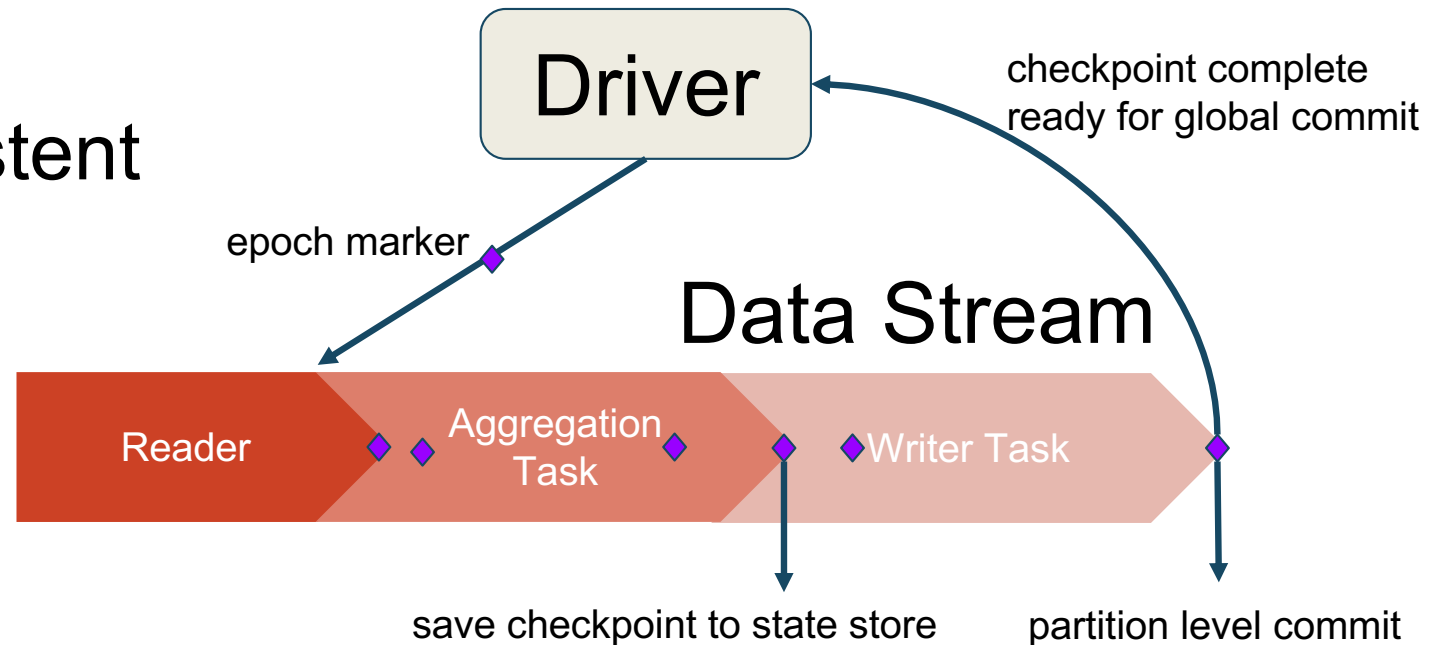 Driver
checkpoint complete
ready for global commit
stent
epoch marker
Data Stream
Reader
Aggregation
Task
Writer Task
save checkpoint to state store
partition level commit